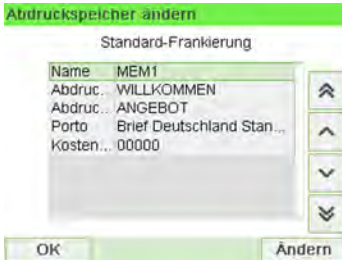 Abdruckspeicher ändern
Standard-Frankierung
Name MEM1
Abdruc... WILLKOMMEN
Abdruc... ANGEBOT
Porto Brief Deutschland Stan...
Kosten... 00000
OK Ändern